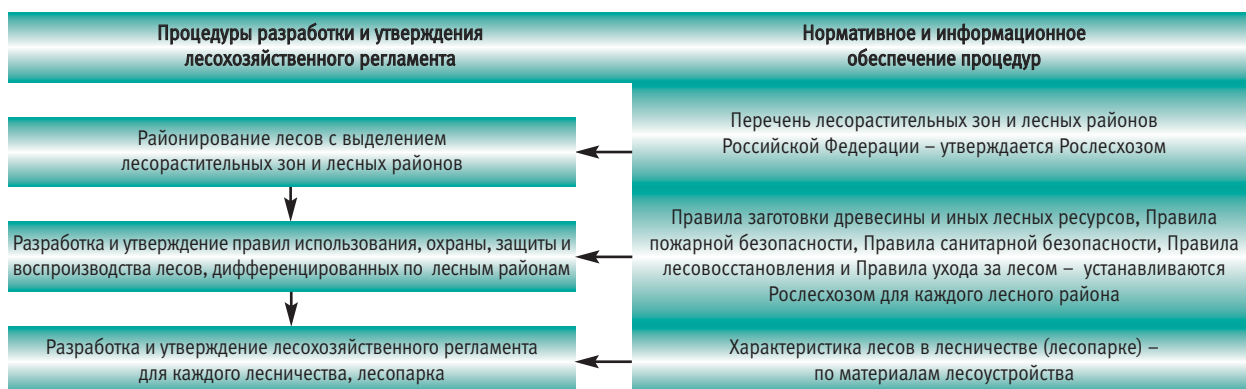 Процедуры разработки и утверждения
лесохозяйственного регламента
Нормативное и информационное
обеспечение процедур
Районирование лесов с выделением
лесорастительных зон и лесных районов
Перечень лесорастительных зон и лесных районов
Российской Федерации – утверждается Рослесхозом
Разработка и утверждение правил использования, охраны, защиты и
воспроизводства лесов, дифференцированных по лесным районам
Правила заготовки древесины и иных лесных ресурсов, Правила
пожарной безопасности, Правила санитарной безопасности, Правила
лесовосстановления и Правила ухода за лесом – устанавливаются
Рослесхозом для каждого лесного района
Разработка и утверждение лесохозяйственного регламента
для каждого лесничества, лесопарка
Характеристика лесов в лесничестве (лесопарке) –
по материалам лесоустройства